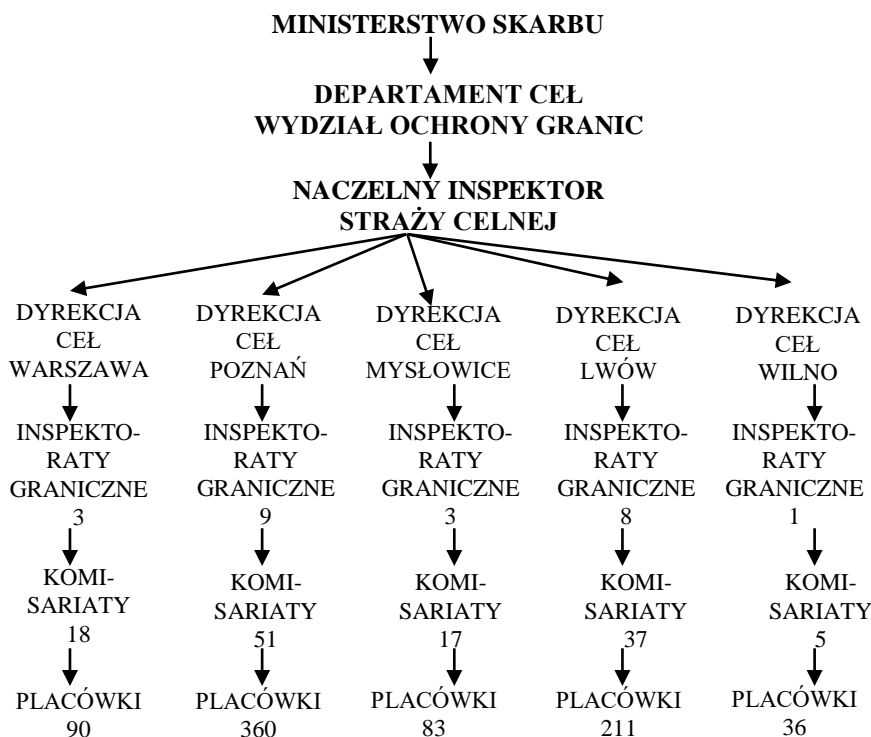 MINISTERSTWO SKARBU
DEPARTAMENT CEŁ
WYDZIAŁ OCHRONY GRANIC
NACZELNY INSPEKTOR
STRAŻY CELNEJ
DYREKCJA
CEŁ
WARSZAWA
INSPEKTO-
RATY
GRANICZNE
3
KOMI-
SARIATY
18
PLACÓWKI
90
DYREKCJA
CEŁ
POZNAŃ
INSPEKTO-
RATY
GRANICZNE
9
KOMI-
SARIATY
51
PLACÓWKI
360
DYREKCJA
CEŁ
MYSŁOWICE
INSPEKTO-
RATY
GRANICZNE
3
KOMI-
SARIATY
17
PLACÓWKI
83
DYREKCJA
CEŁ
LWÓW
INSPEKTO-
RATY
GRANICZNE
8
KOMI-
SARIATY
37
PLACÓWKI
211
DYREKCJA
CEŁ
WILNO
INSPEKTO-
RATY
GRANICZNE
1
KOMI-
SARIATY
5
PLACÓWKI
36